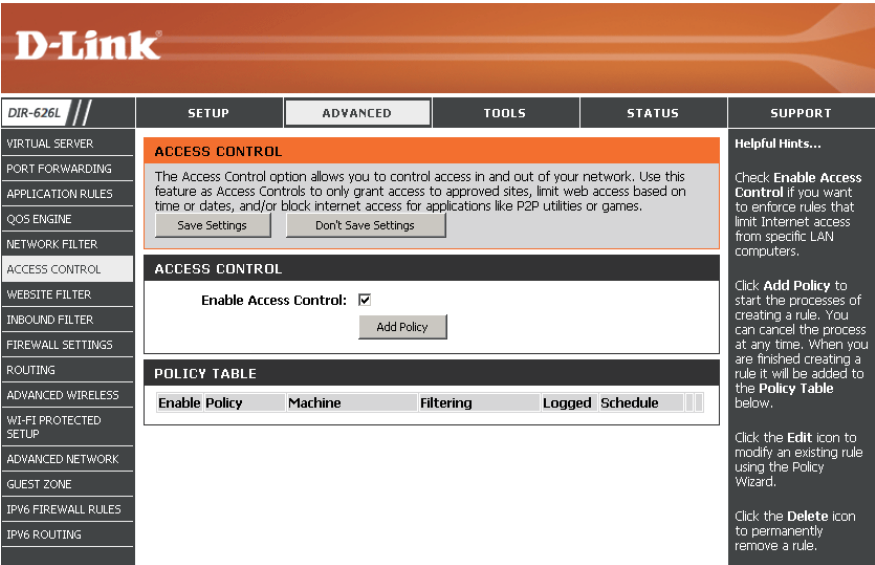 D-Link
DIR-626L
SETUP
ADVANCED
TOOLS
STATUS
SUPPORT
VIRTUAL SERVER
PORT FORWARDING
APPLICATION RULES
QOS ENGINE
NETWORK FILTER
ACCESS CONTROL
WEBSITE FILTER
INBOUND FILTER
FIREWALL SETTINGS
ROUTING
ADVANCED WIRELESS
WI-FI PROTECTED
SETUP
ADVANCED NETWORK
GUEST ZONE
IPV6 FIREWALL RULES
IPV6 ROUTING
ACCESS CONTROL
The Access Control option allows you to control access in and out of your network. Use this
feature as Access Controls to only grant access to approved sites, limit web access based on
time or dates, and/or block internet access for applications like P2P utilities or games.
Save Settings
Don't Save Settings
ACCESS CONTROL
Enable Access Control:
Add Policy
POLICY TABLE
Enable Policy Machine Filtering Logged Schedule
Helpful Hints...
Check Enable Access
Control if you want
to enforce rules that
limit Internet access
from specific LAN
computers.
Click Add Policy to
start the processes of
creating a rule. You
can cancel the process
at any time. When you
are finished creating a
rule it will be added to
the Policy Table
below.
Click the Edit icon to
modify an existing rule
using the Policy
Wizard.
Click the Delete icon
to permanently
remove a rule.